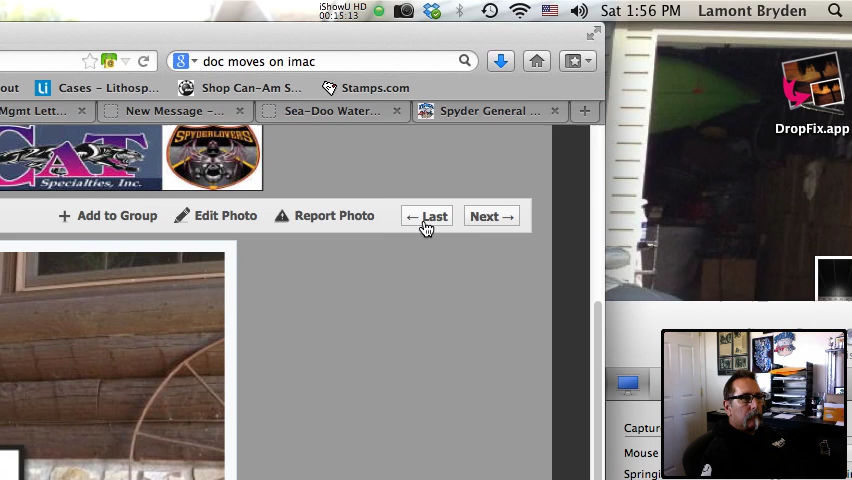 iShowU HD
00:15:13
Sat 1:56 PM Lamont Bryden
doc moves on imac
out Cases - Lithosp... Shop Can-Am S... Stamps.com
Mgmt Lett... New Message -... Sea-Doo Water... Spyder General ...
CAT
Specialties, Inc.
SPYDERLOVERS
DropFix.app
Add to Group Edit Photo Report Photo ← Last Next →
Captur
Mouse
Springi